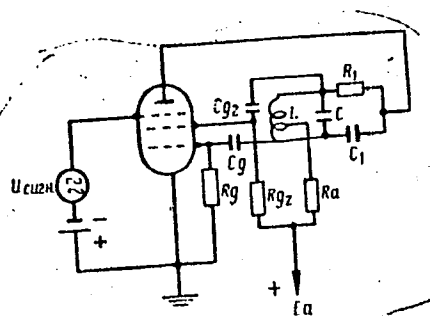 R₁
Cg₂
L
C
C₁
Cg
Uсигн.
Rg
Rg₂
Ra
−
+
+
Ea